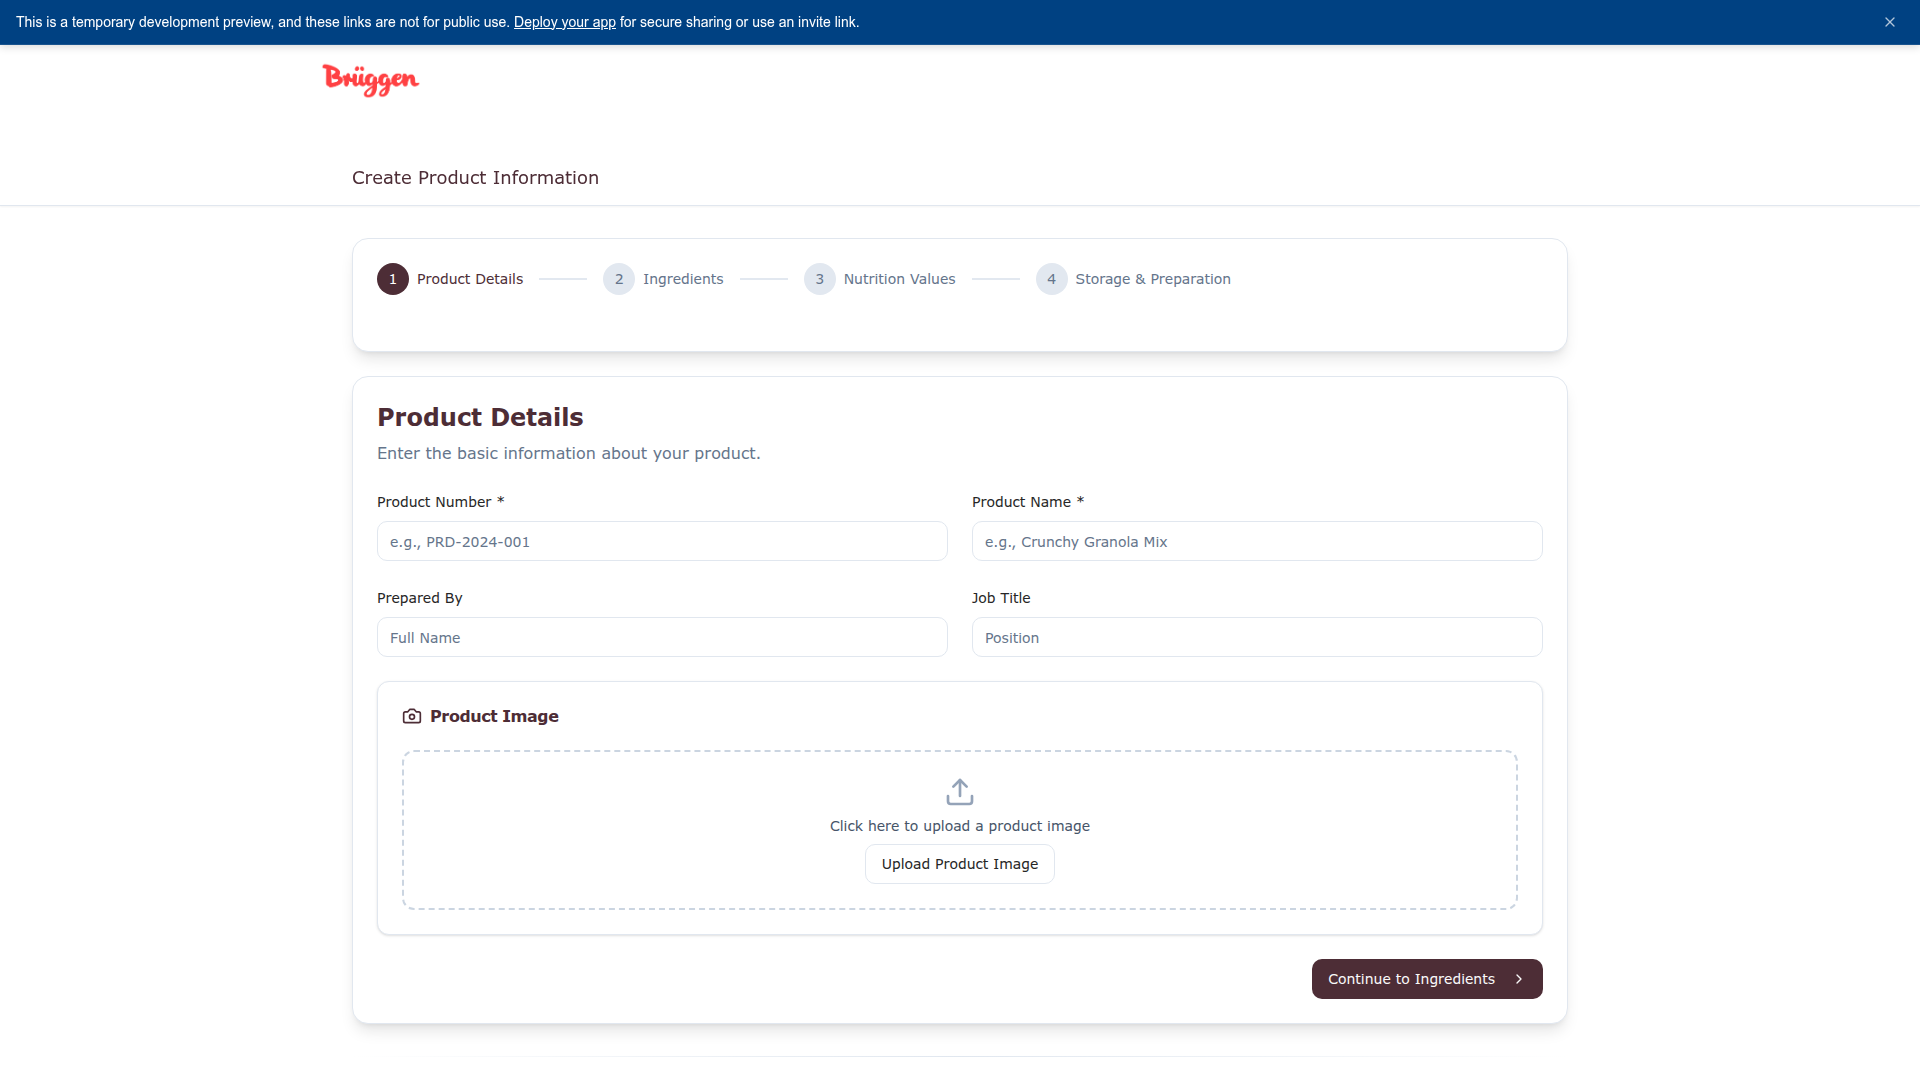 This is a temporary development preview, and these links are not for public use. Deploy your app for secure sharing or use an invite link.
Brüggen
Create Product Information
1 Product Details 2 Ingredients 3 Nutrition Values 4 Storage & Preparation
Product Details
Enter the basic information about your product.
Product Number * Product Name *
e.g., PRD-2024-001 e.g., Crunchy Granola Mix
Prepared By Job Title
Full Name Position
Product Image
Click here to upload a product image
Upload Product Image
Continue to Ingredients